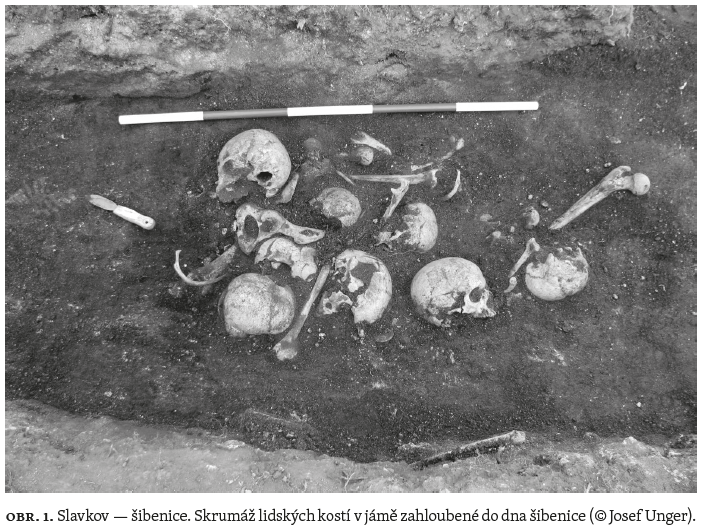 OBR. 1. Slavkov — šibenice. Skrumáž lidských kostí v jámě zahloubené do dna šibenice (© Josef Unger).